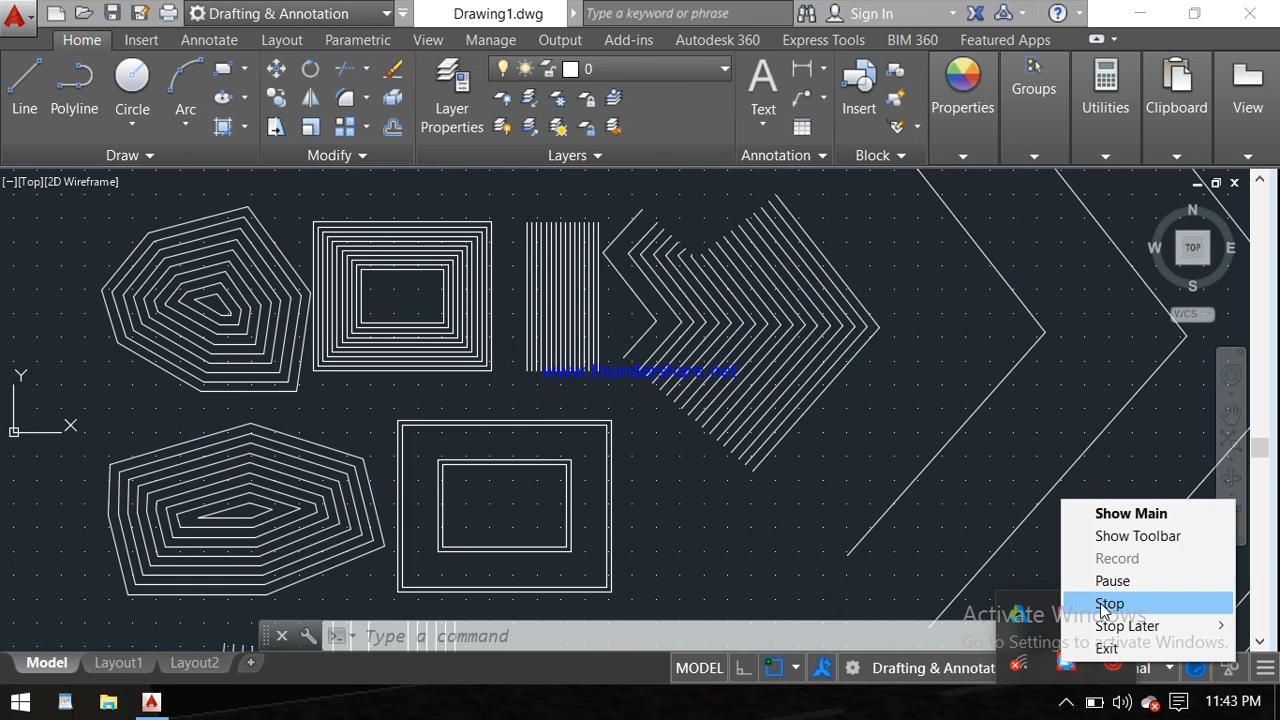 Drafting & Annotation
Drawing1.dwg
Type a keyword or phrase
Sign In
Home
Insert
Annotate
Layout
Parametric
View
Manage
Output
Add-ins
Autodesk 360
Express Tools
BIM 360
Featured Apps
Line
Polyline
Circle
Arc
Layer
Properties
0
Text
Insert
Properties
Groups
Utilities
Clipboard
View
Draw
Modify
Layers
Annotation
Block
[−][Top][2D Wireframe]
N
W
TOP
E
S
WCS
www.thundershare.net
Y
X
Show Main
Show Toolbar
Record
Pause
Stop
Stop Later
Exit
Activate Windows
Go to Settings to activate Windows.
Type a command
Model
Layout1
Layout2
MODEL
Drafting & Annotat
nal
11:43 PM